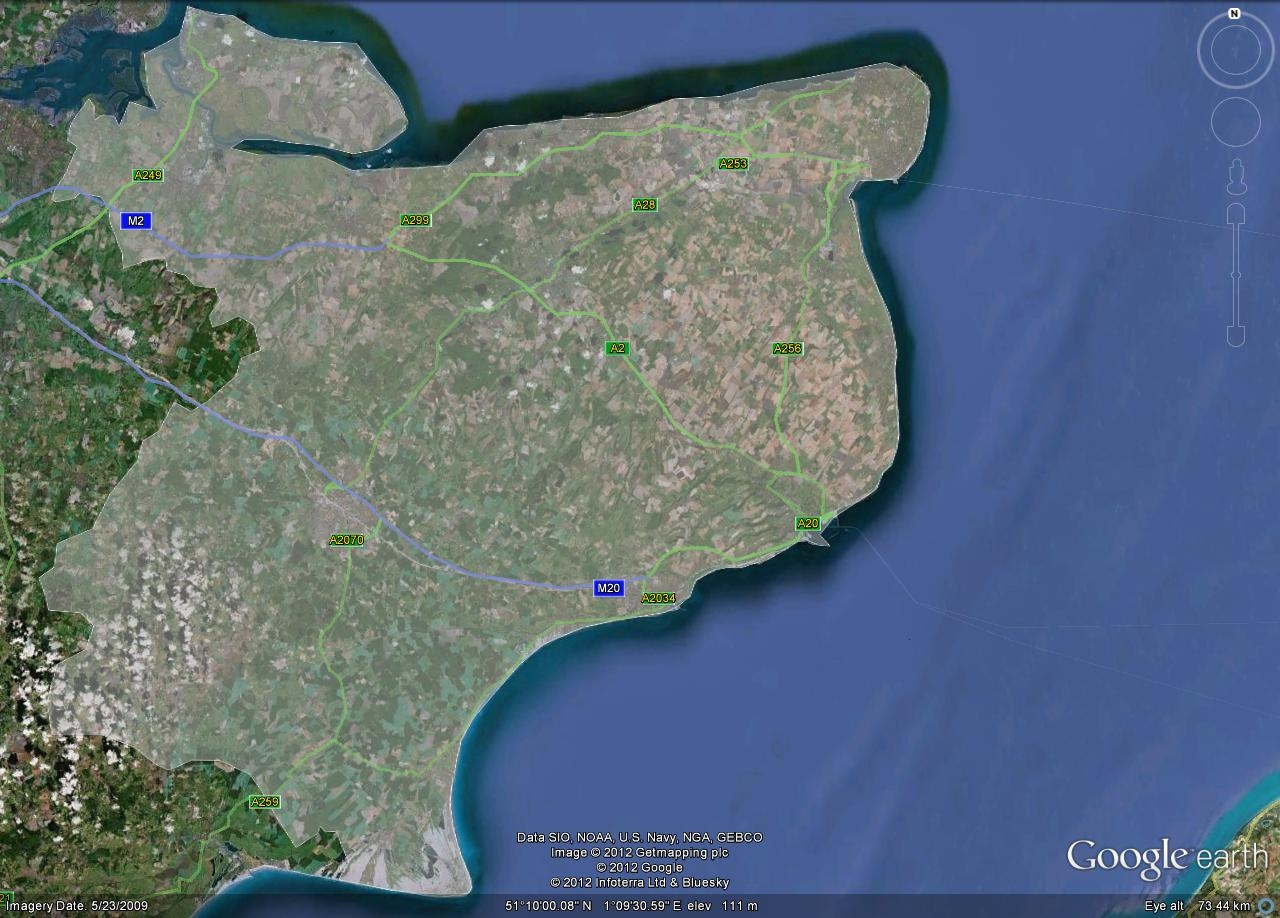 N
A249
M2
A299
A28
A253
A2
A256
A2070
A20
M20
A2034
A259
21
Data SIO, NOAA, U.S. Navy, NGA, GEBCO
Image © 2012 Getmapping plc
© 2012 Google
© 2012 Infoterra Ltd & Bluesky
Google earth
Imagery Date: 5/23/2009
51°10'00.08" N 1°09'30.59" E elev 111 m
Eye alt 73.44 km